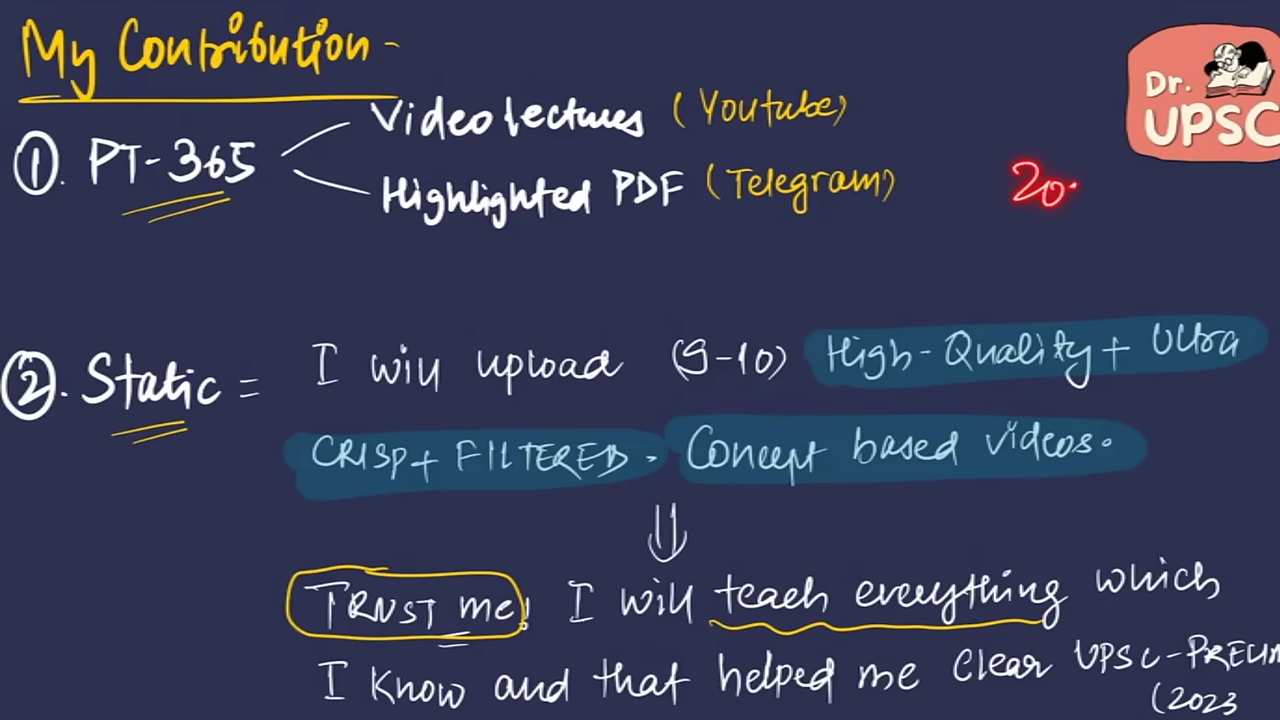 My Contribution -
Dr.
UPSC
① PT-365
Video lectures (Youtube)
Highlighted PDF (Telegram)
20.
②. Static = I will upload (9-10) High-Quality + Ultra
CRISP + FILTERED. Concept based videos.
⇓
TRUST me! I will teach everything which
I know and that helped me clear UPSC-PRELIM
(2023